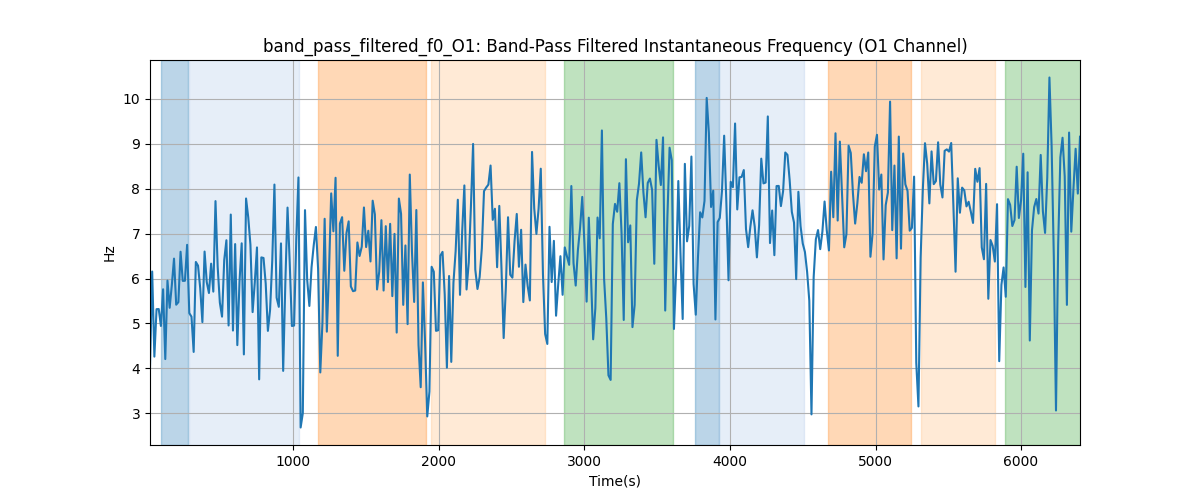 band_pass_filtered_f0_O1: Band-Pass Filtered Instantaneous Frequency (O1 Channel)
Hz
10
9
8
7
6
5
4
3
1000 2000 3000 4000 5000 6000
Time(s)